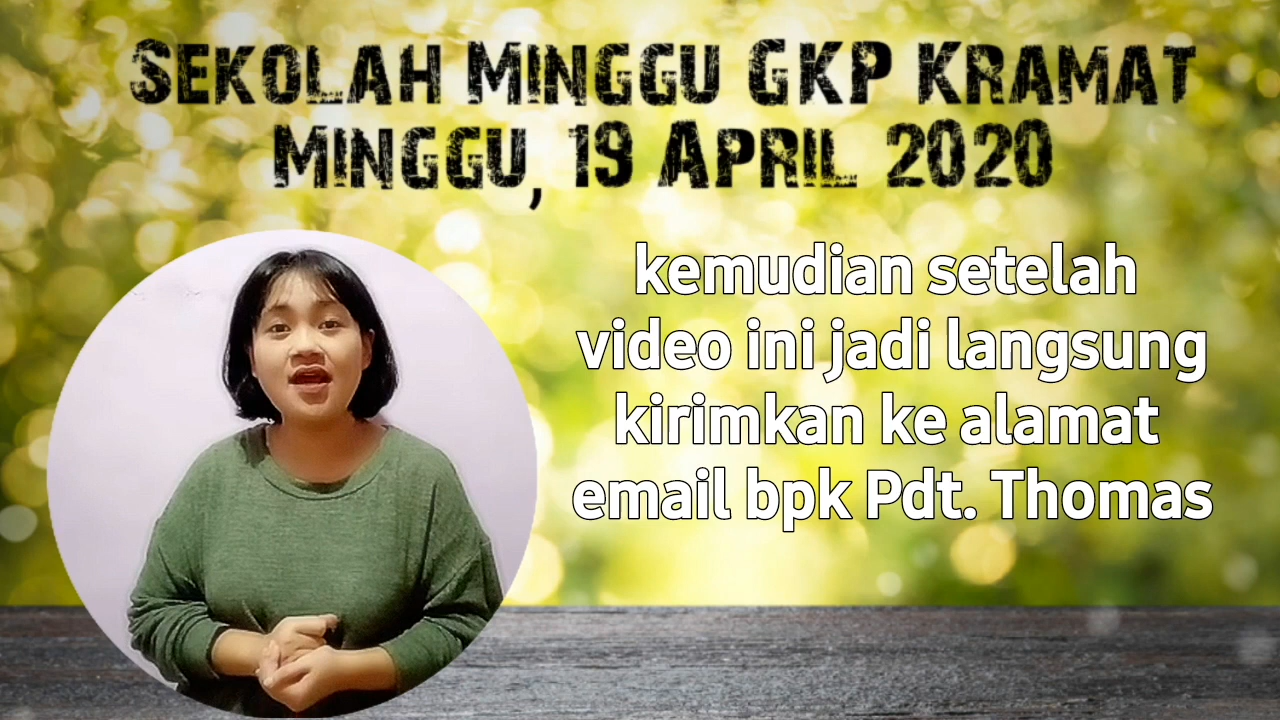 Sekolah Minggu GKP Kramat
Minggu, 19 April 2020
kemudian setelah
video ini jadi langsung
kirimkan ke alamat
email bpk Pdt. Thomas